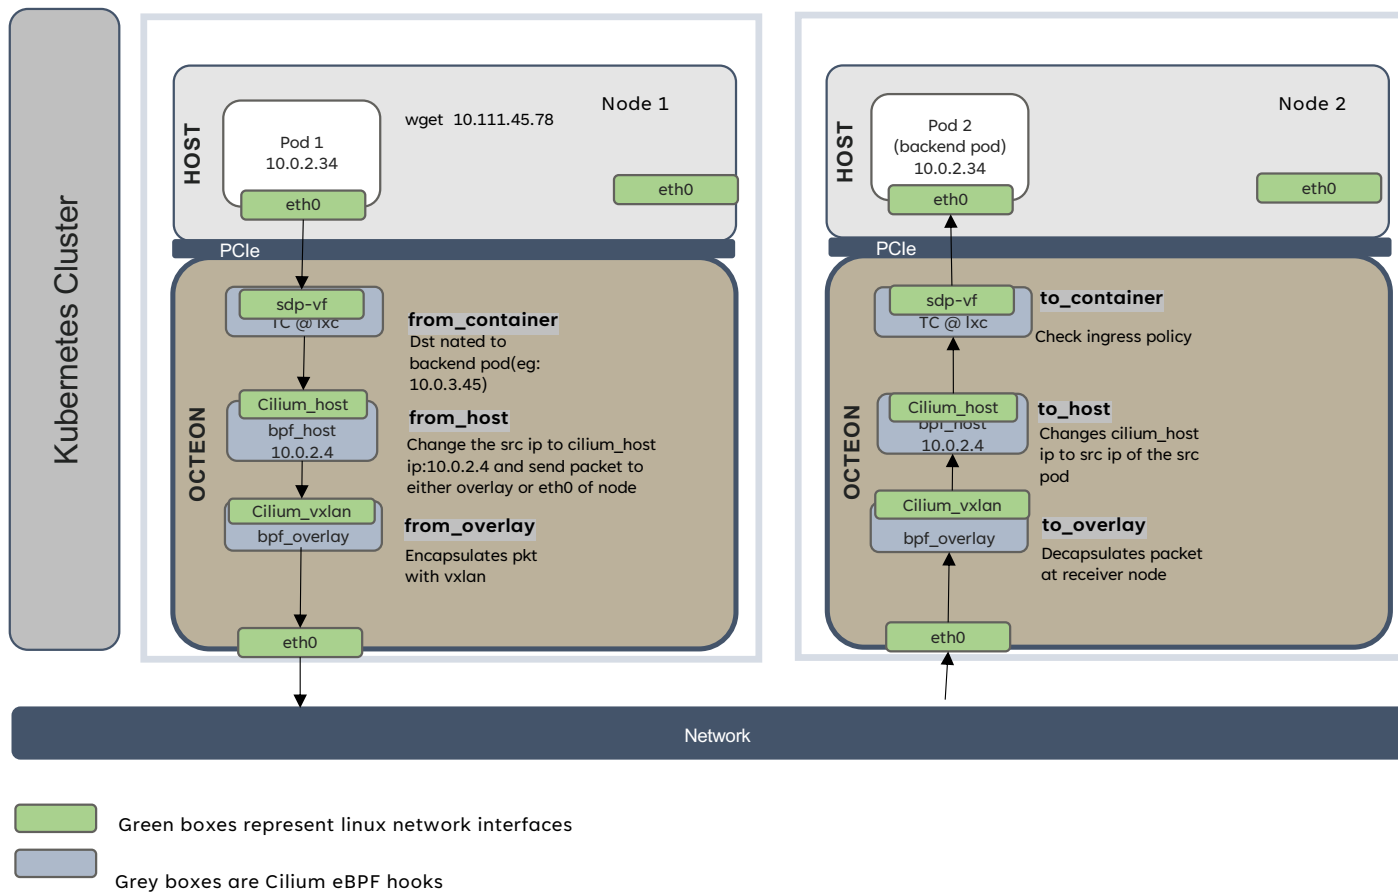 Kubernetes Cluster
HOST
Pod 1
10.0.2.34
eth0
wget 10.111.45.78
Node 1
eth0
PCIe
OCTEON
sdp-vf
TC @ lxc
from_container
Dst nated to
backend pod(eg:
10.0.3.45)
Cilium_host
bpf_host
10.0.2.4
from_host
Change the src ip to cilium_host
ip:10.0.2.4 and send packet to
either overlay or eth0 of node
Cilium_vxlan
bpf_overlay
from_overlay
Encapsulates pkt
with vxlan
eth0
HOST
Pod 2
(backend pod)
10.0.2.34
eth0
Node 2
eth0
PCIe
OCTEON
sdp-vf
TC @ lxc
to_container
Check ingress policy
Cilium_host
bpf_host
10.0.2.4
to_host
Changes cilium_host
ip to src ip of the src
pod
Cilium_vxlan
bpf_overlay
to_overlay
Decapsulates packet
at receiver node
eth0
Network
Green boxes represent linux network interfaces
Grey boxes are Cilium eBPF hooks